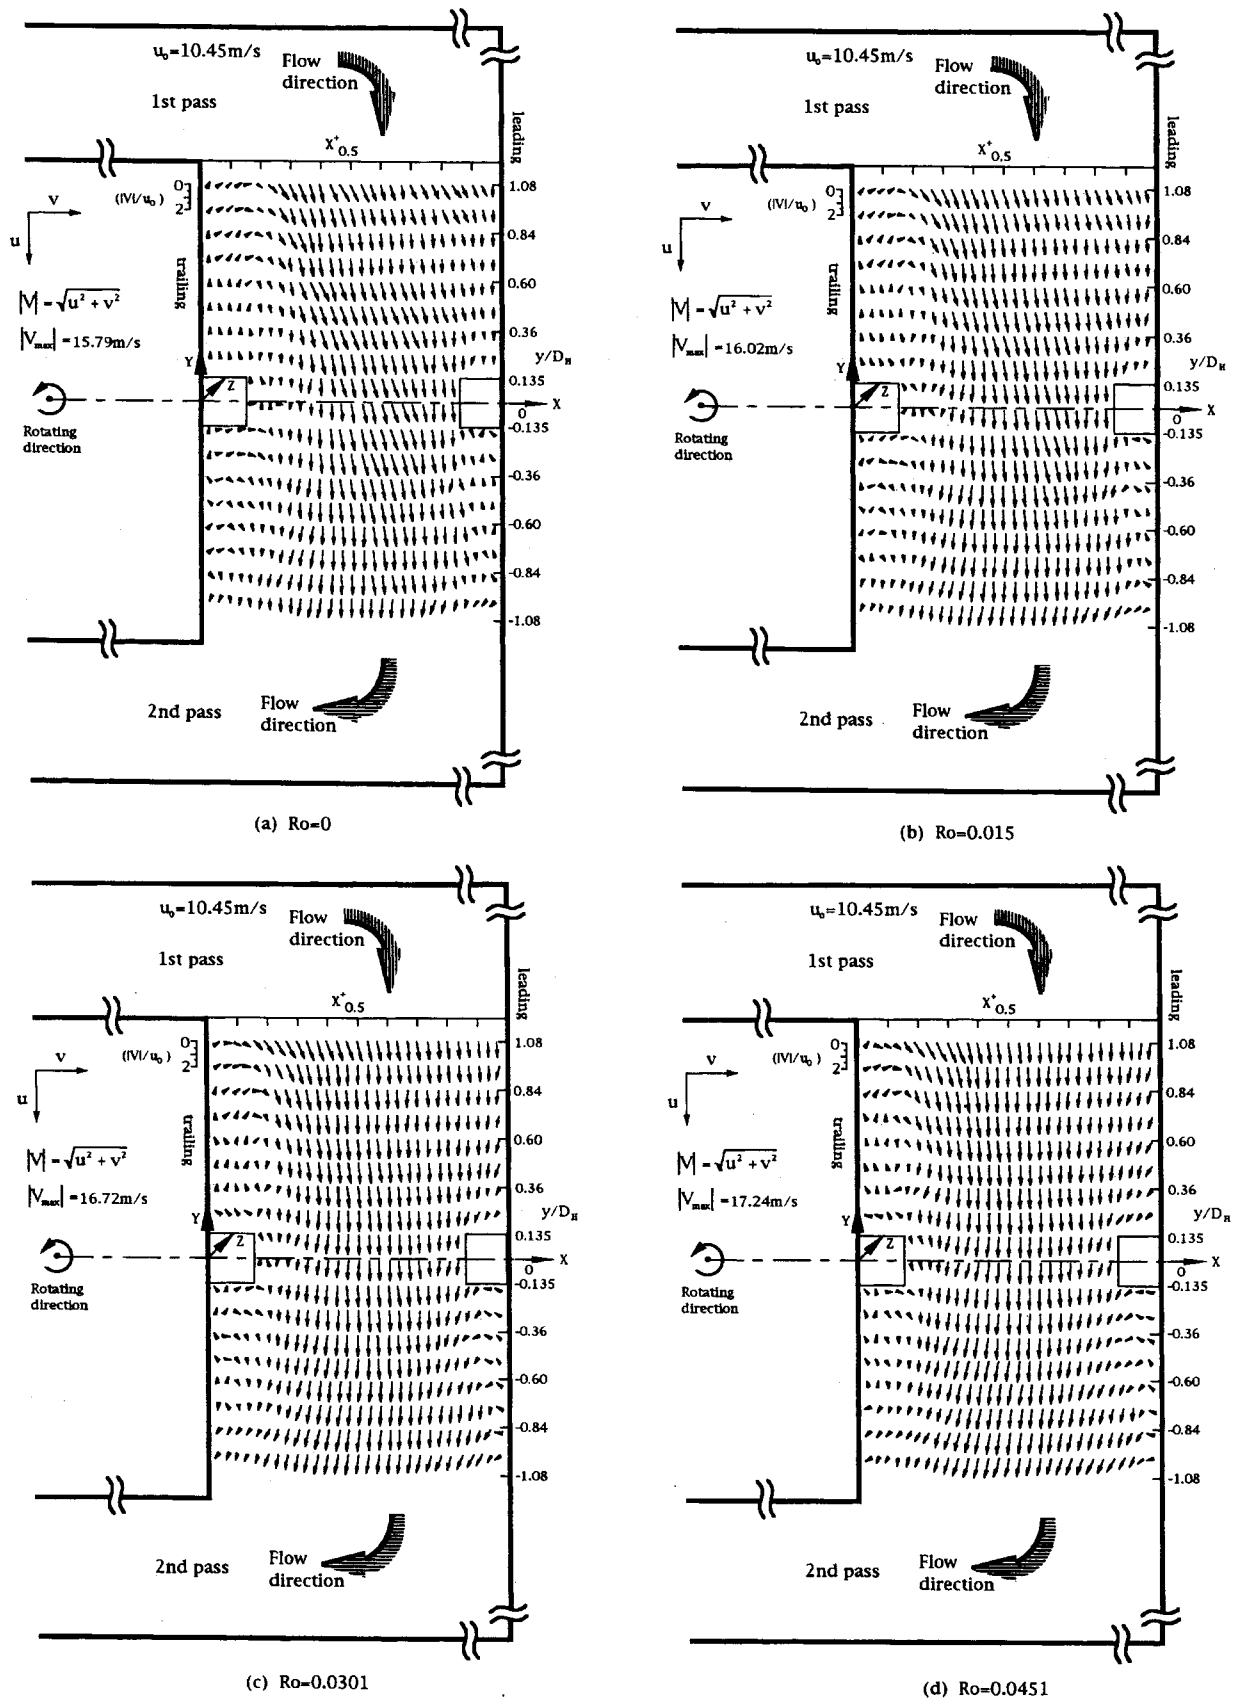 u₀=10.45m/s
Flow
direction
1st pass
leading
X⁺0.5
(|V|/u₀)
0
2
v
u
trailing
|V| = √u² + v²
|Vmax| = 15.79m/s
1.08
0.84
0.60
0.36
y/D_H
0.135
0
-0.135
-0.36
-0.60
-0.84
-1.08
Y
Z
X
Rotating
direction
2nd pass
Flow
direction
(a) Ro=0
u₀=10.45m/s
Flow
direction
1st pass
leading
X⁺0.5
(|V|/u₀)
0
2
v
u
trailing
|V| = √u² + v²
|Vmax| = 16.02m/s
1.08
0.84
0.60
0.36
y/D_H
0.135
0
-0.135
-0.36
-0.60
-0.84
-1.08
Y
Z
X
Rotating
direction
2nd pass
Flow
direction
(b) Ro=0.015
u₀=10.45m/s
Flow
direction
1st pass
leading
X⁺0.5
(|V|/u₀)
0
2
v
u
trailing
|V| = √u² + v²
|Vmax| = 16.72m/s
1.08
0.84
0.60
0.36
y/D_H
0.135
0
-0.135
-0.36
-0.60
-0.84
-1.08
Y
Z
X
Rotating
direction
2nd pass
Flow
direction
(c) Ro=0.0301
u₀=10.45m/s
Flow
direction
1st pass
leading
X⁺0.5
(|V|/u₀)
0
2
v
u
trailing
|V| = √u² + v²
|Vmax| = 17.24m/s
1.08
0.84
0.60
0.36
y/D_H
0.135
0
-0.135
-0.36
-0.60
-0.84
-1.08
Y
Z
X
Rotating
direction
2nd pass
Flow
direction
(d) Ro=0.0451